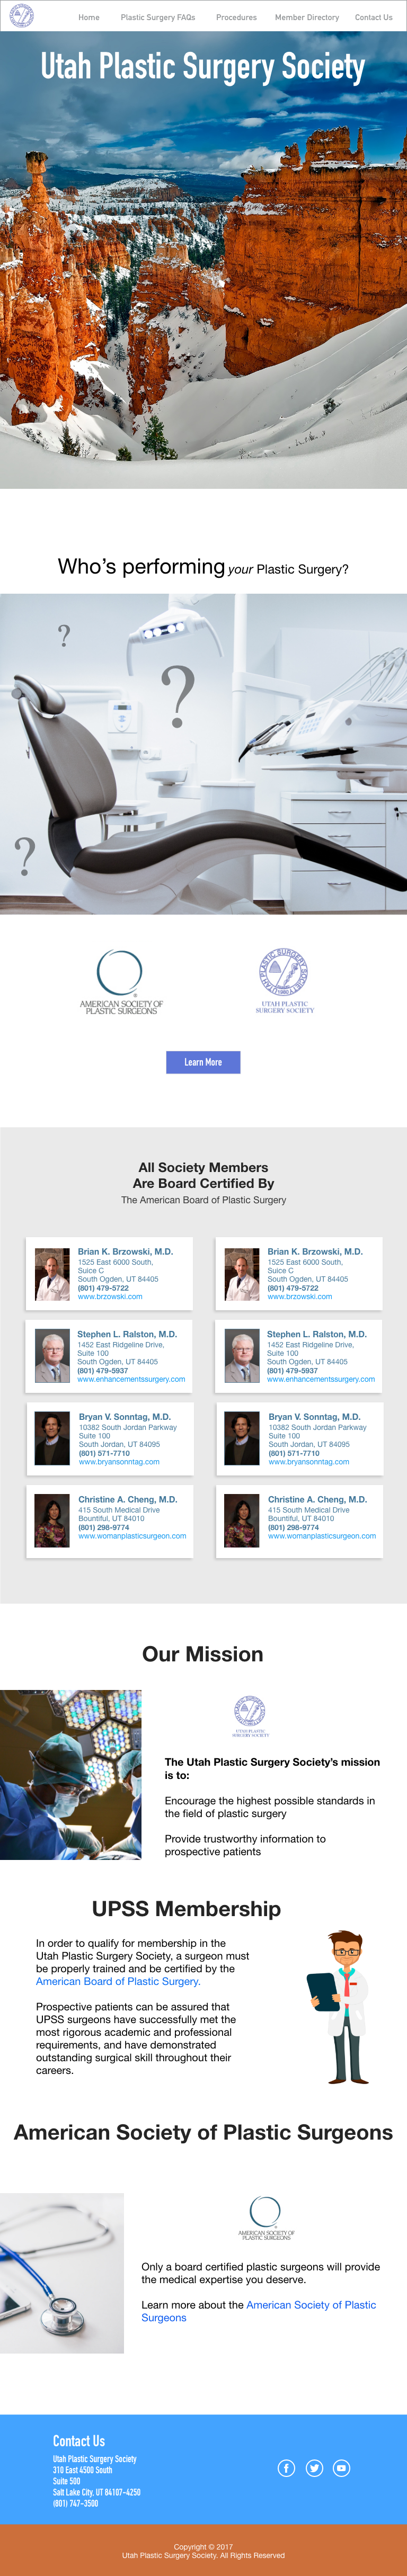 Home Plastic Surgery FAQs Procedures Member Directory Contact Us
Utah Plastic Surgery Society
Who's performing your Plastic Surgery?
?
?
?
AMERICAN SOCIETY OF
PLASTIC SURGEONS
UTAH PLASTIC SURGERY SOCIETY
1980
UTAH PLASTIC
SURGERY SOCIETY
Learn More
All Society Members
Are Board Certified By
The American Board of Plastic Surgery
Brian K. Brzowski, M.D.
1525 East 6000 South,
Suice C
South Ogden, UT 84405
(801) 479-5722
www.brzowski.com
Brian K. Brzowski, M.D.
1525 East 6000 South,
Suice C
South Ogden, UT 84405
(801) 479-5722
www.brzowski.com
Stephen L. Ralston, M.D.
1452 East Ridgeline Drive,
Suite 100
South Ogden, UT 84405
(801) 479-5937
www.enhancementssurgery.com
Stephen L. Ralston, M.D.
1452 East Ridgeline Drive,
Suite 100
South Ogden, UT 84405
(801) 479-5937
www.enhancementssurgery.com
Bryan V. Sonntag, M.D.
10382 South Jordan Parkway
Suite 100
South Jordan, UT 84095
(801) 571-7710
www.bryansonntag.com
Bryan V. Sonntag, M.D.
10382 South Jordan Parkway
Suite 100
South Jordan, UT 84095
(801) 571-7710
www.bryansonntag.com
Christine A. Cheng, M.D.
415 South Medical Drive
Bountiful, UT 84010
(801) 298-9774
www.womanplasticsurgeon.com
Christine A. Cheng, M.D.
415 South Medical Drive
Bountiful, UT 84010
(801) 298-9774
www.womanplasticsurgeon.com
Our Mission
UTAH PLASTIC
SURGERY SOCIETY
The Utah Plastic Surgery Society's mission
is to:
Encourage the highest possible standards in
the field of plastic surgery
Provide trustworthy information to
prospective patients
UPSS Membership
In order to qualify for membership in the
Utah Plastic Surgery Society, a surgeon must
be properly trained and be certified by the
American Board of Plastic Surgery.
Prospective patients can be assured that
UPSS surgeons have successfully met the
most rigorous academic and professional
requirements, and have demonstrated
outstanding surgical skill throughout their
careers.
American Society of Plastic Surgeons
AMERICAN SOCIETY OF
PLASTIC SURGEONS
Only a board certified plastic surgeons will provide
the medical expertise you deserve.
Learn more about the American Society of Plastic
Surgeons
Contact Us
Utah Plastic Surgery Society
310 East 4500 South
Suite 500
Salt Lake City, UT 84107-4250
(801) 747-3500
Copyright © 2017
Utah Plastic Surgery Society. All Rights Reserved